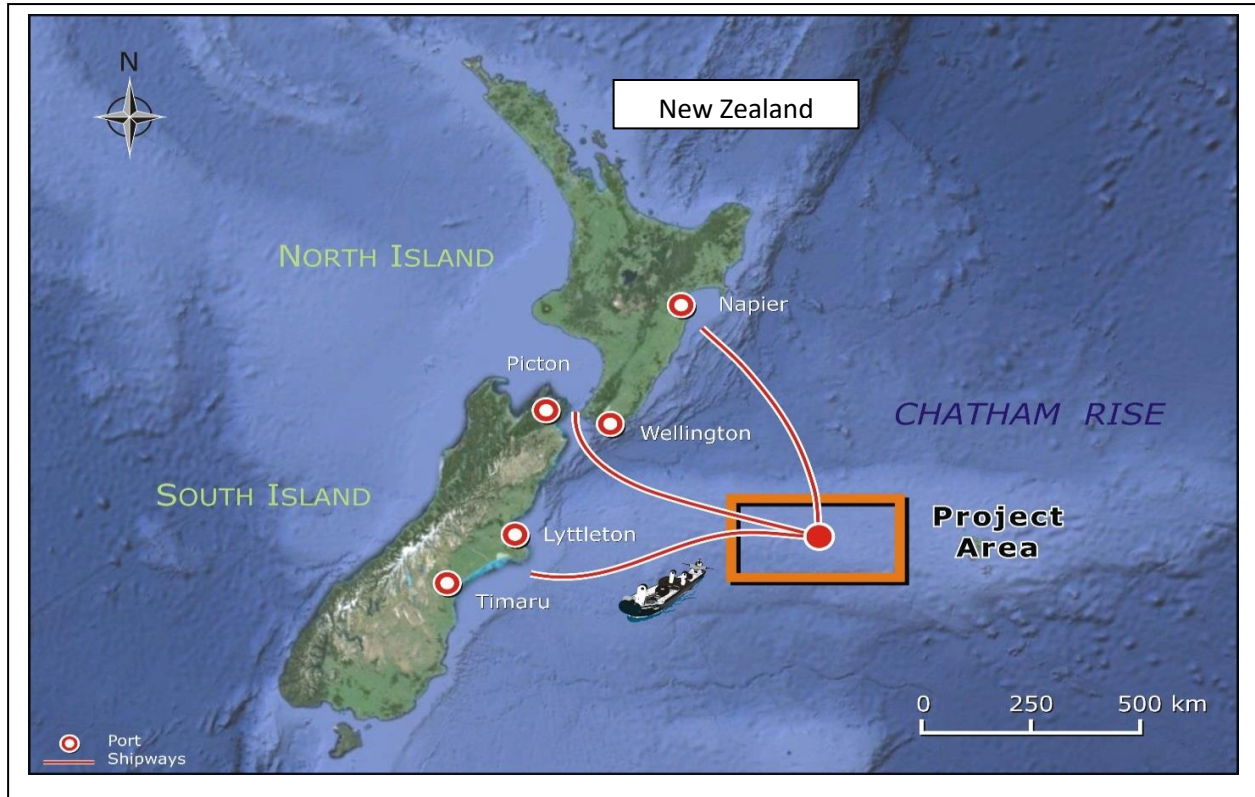 N
New Zealand
NORTH ISLAND
Napier
Picton
CHATHAM RISE
Wellington
SOUTH ISLAND
Project
Area
Lyttleton
Timaru
0 250 500 km
Port
Shipways